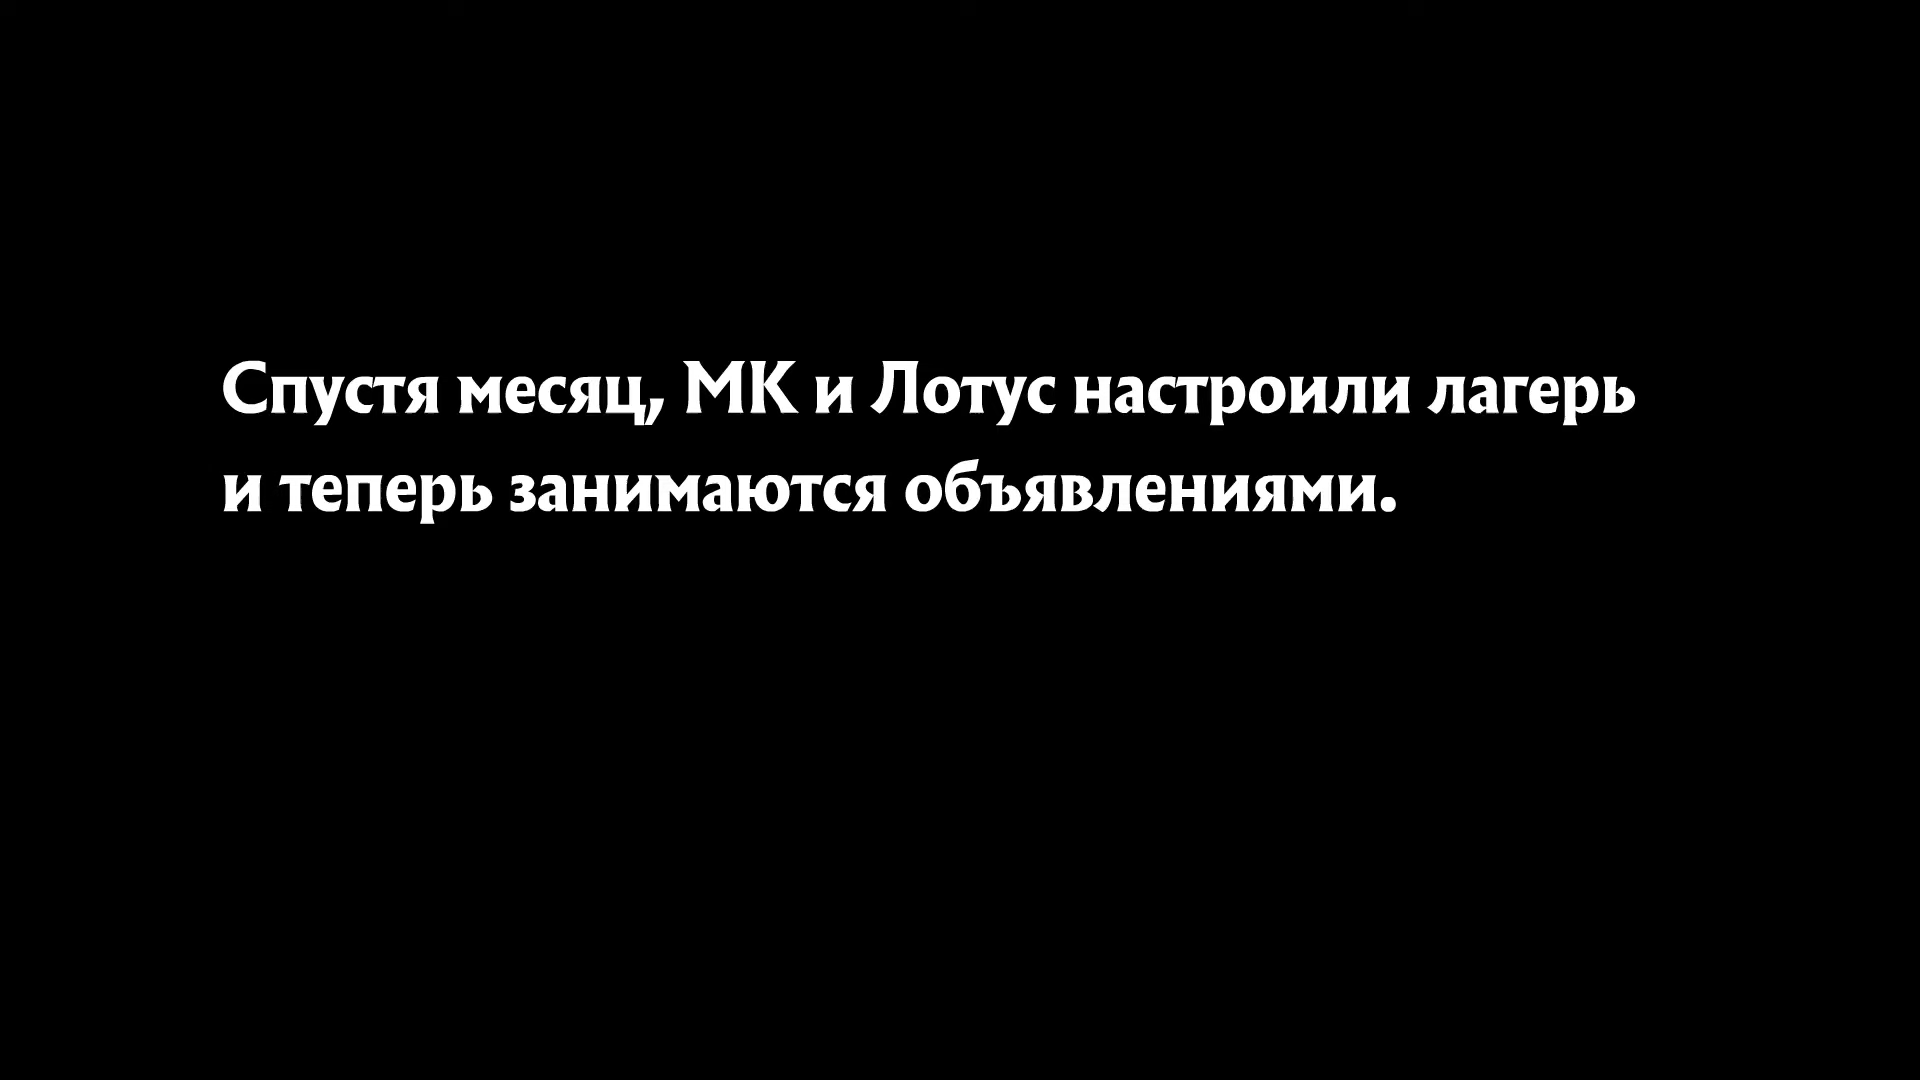 Спустя месяц, МК и Лотус настроили лагерь
и теперь занимаются объявлениями.